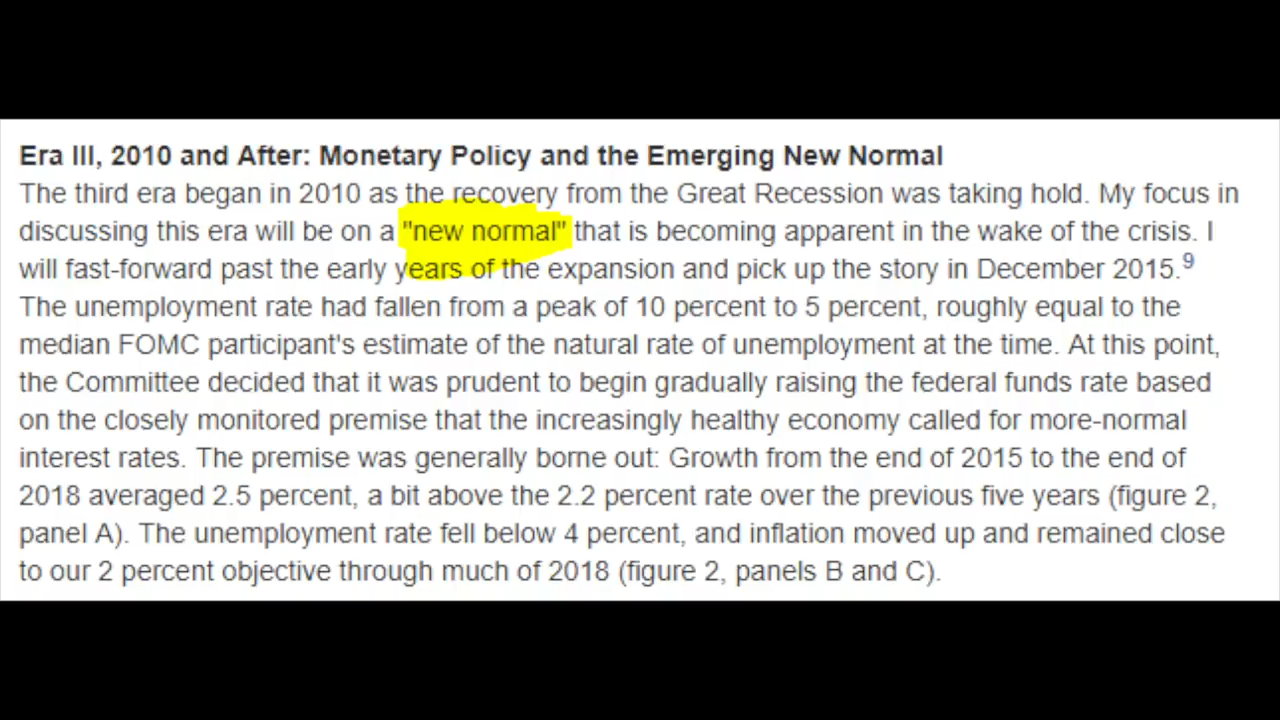 Era III, 2010 and After: Monetary Policy and the Emerging New Normal
The third era began in 2010 as the recovery from the Great Recession was taking hold. My focus in
discussing this era will be on a "new normal" that is becoming apparent in the wake of the crisis. I
will fast-forward past the early years of the expansion and pick up the story in December 2015.9
The unemployment rate had fallen from a peak of 10 percent to 5 percent, roughly equal to the
median FOMC participant's estimate of the natural rate of unemployment at the time. At this point,
the Committee decided that it was prudent to begin gradually raising the federal funds rate based
on the closely monitored premise that the increasingly healthy economy called for more-normal
interest rates. The premise was generally borne out: Growth from the end of 2015 to the end of
2018 averaged 2.5 percent, a bit above the 2.2 percent rate over the previous five years (figure 2,
panel A). The unemployment rate fell below 4 percent, and inflation moved up and remained close
to our 2 percent objective through much of 2018 (figure 2, panels B and C).